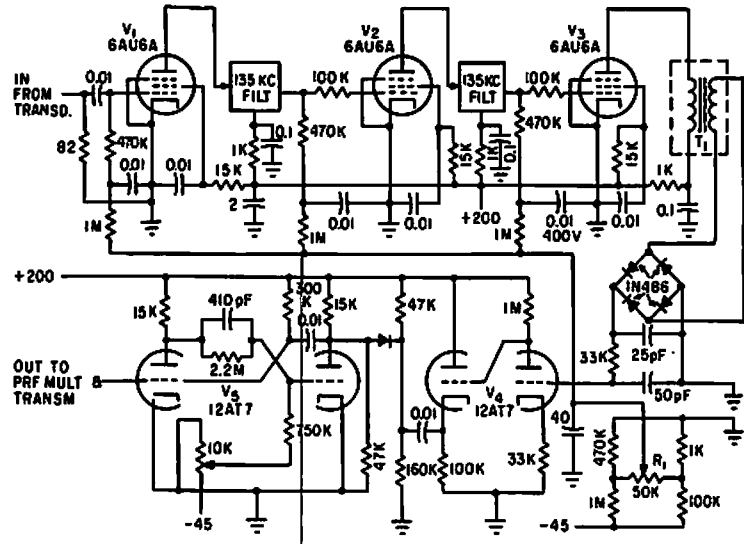 V1
6AU6A
V2
6AU6A
V3
6AU6A
IN
FROM
TRANSD.
0.01
135KC
FILT
100K
135KC
FILT
100K
82
470K
0.1
1K
470K
15K
1K
0.1
470K
15K
T1
0.01
0.01
15K
1K
1M
2
0.01
0.01
+200
0.01
400V
0.01
0.1
1M
1M
+200
1N486
15K
410pF
300
K
0.01
15K
47K
1M
33K
25pF
50pF
2.2M
OUT TO
PRF MULT &
TRANSM
V5
12AT7
V4
12AT7
0.01
40
10K
750K
47K
160K
100K
33K
470K
R1
1K
50K
1M
100K
-45
-45